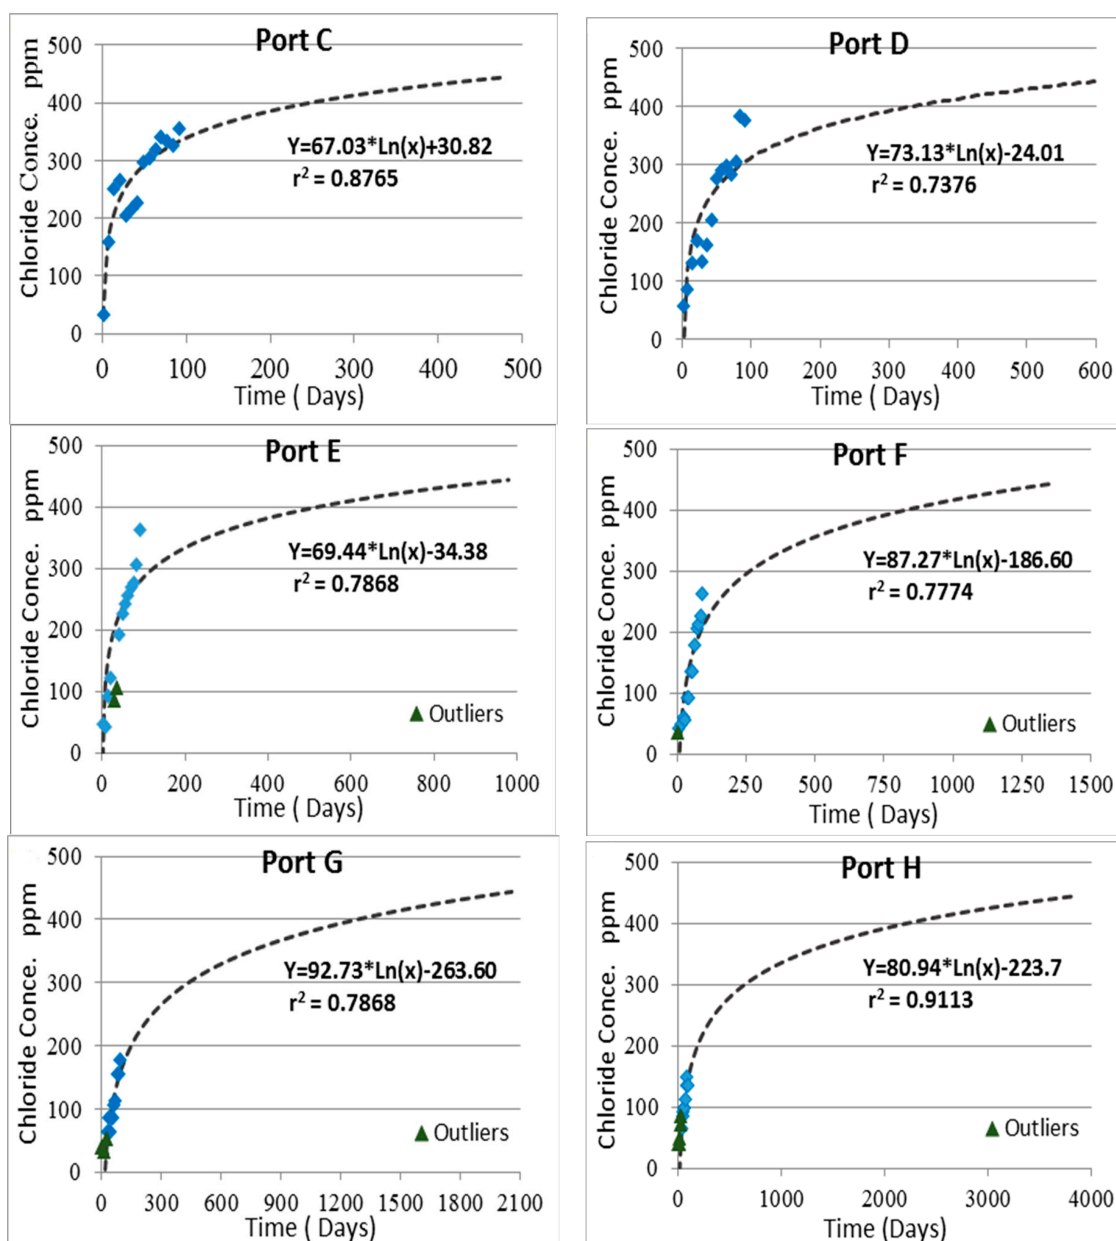 Port C
Chloride Conce. ppm
500
400
300
200
100
0
Y=67.03*Ln(x)+30.82
r² = 0.8765
0 100 200 300 400 500
Time ( Days)
Port D
Chloride Conce. ppm
500
400
300
200
100
0
Y=73.13*Ln(x)-24.01
r² = 0.7376
0 100 200 300 400 500 600
Time ( Days)
Port E
Chloride Conce. ppm
500
400
300
200
100
0
Y=69.44*Ln(x)-34.38
r² = 0.7868
Outliers
0 200 400 600 800 1000
Time ( Days)
Port F
Chloride Conce. ppm
500
400
300
200
100
0
Y=87.27*Ln(x)-186.60
r² = 0.7774
Outliers
0 250 500 750 1000 1250 1500
Time ( Days)
Port G
Chloride Conce. ppm
500
400
300
200
100
0
Y=92.73*Ln(x)-263.60
r² = 0.7868
Outliers
0 300 600 900 1200 1500 1800 2100
Time ( Days)
Port H
Chloride Conce. ppm
500
400
300
200
100
0
Y=80.94*Ln(x)-223.7
r² = 0.9113
Outliers
0 1000 2000 3000 4000
Time (Days)